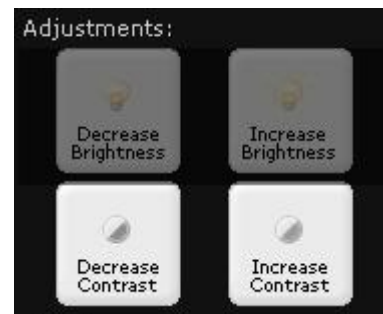 Adjustments:
Decrease Brightness
Increase Brightness
Decrease Contrast
Increase Contrast